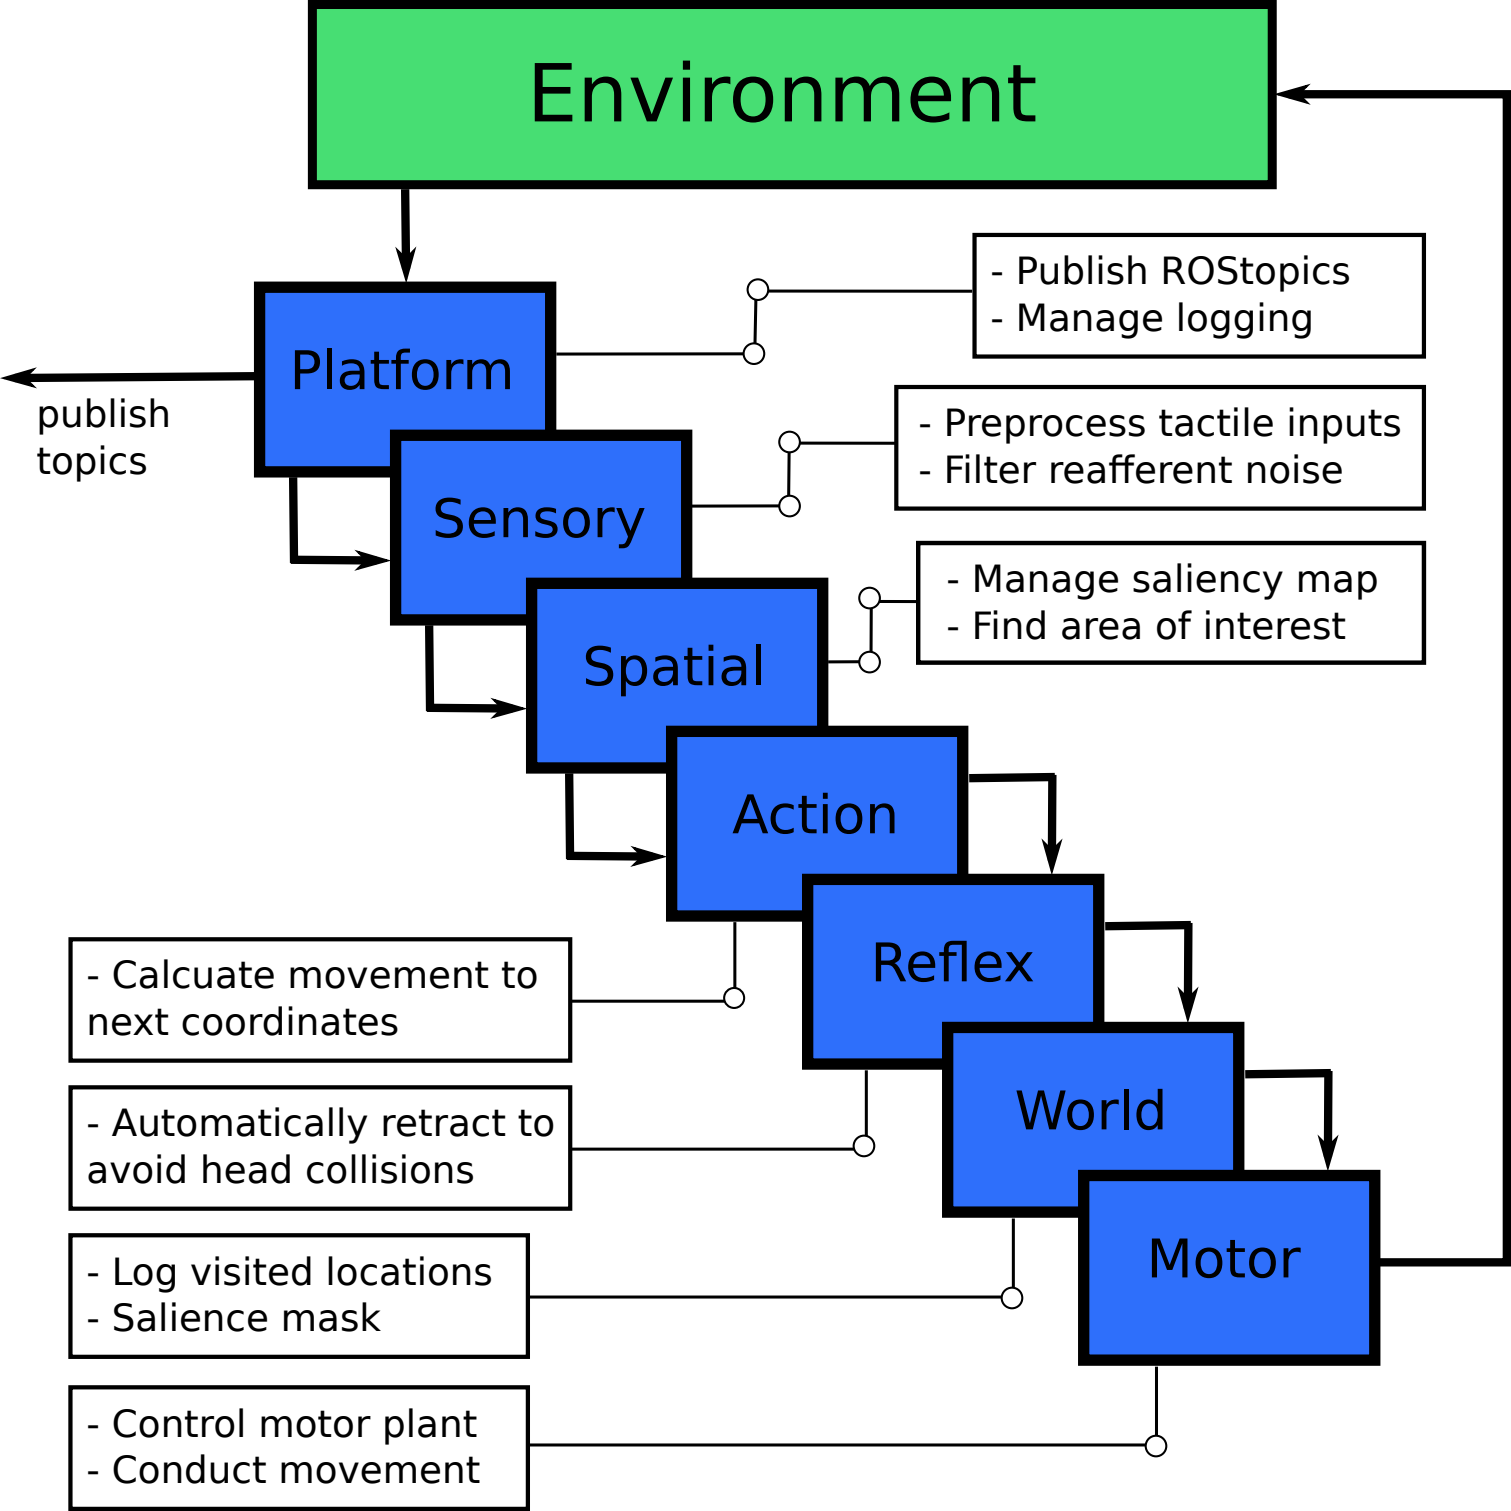 Environment
- Publish ROStopics
- Manage logging
Platform
publish
topics
- Preprocess tactile inputs
- Filter reafferent noise
Sensory
- Manage saliency map
- Find area of interest
Spatial
Action
- Calcuate movement to
next coordinates
Reflex
- Automatically retract to
avoid head collisions
World
- Log visited locations
- Salience mask
Motor
- Control motor plant
- Conduct movement